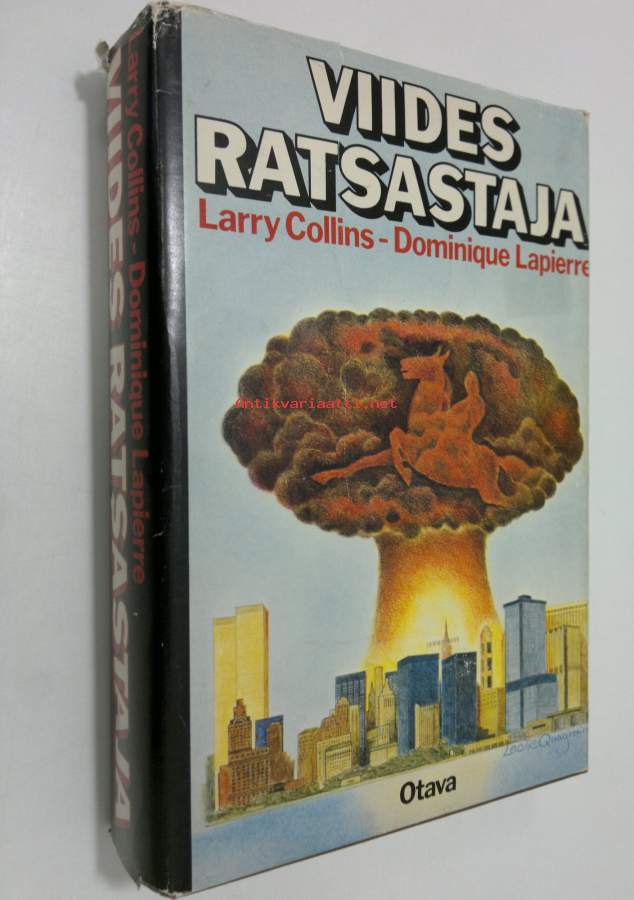 VIIDES
RATSASTAJA
Larry Collins - Dominique Lapierre
Antikvariaatti.net
Otava
Larry Collins - Dominique Lapierre
VIIDES RATSASTAJA